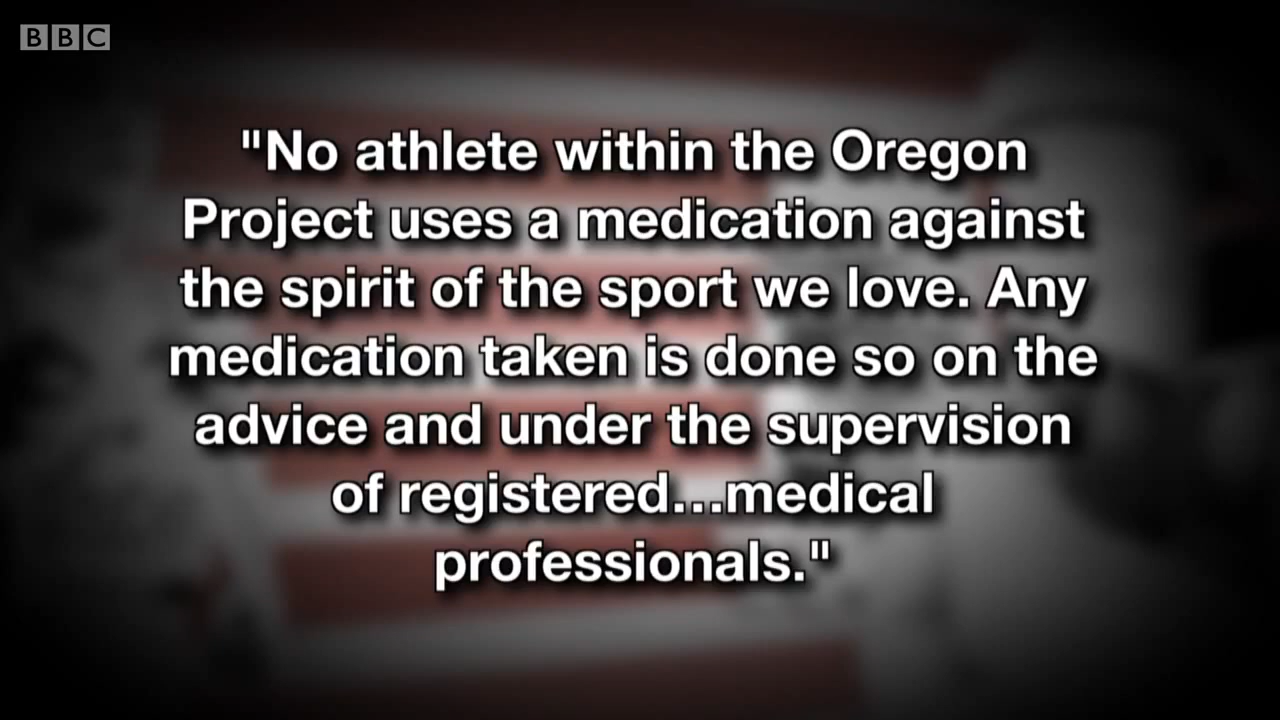 BBC
"No athlete within the Oregon
Project uses a medication against
the spirit of the sport we love. Any
medication taken is done so on the
advice and under the supervision
of registered...medical
professionals."